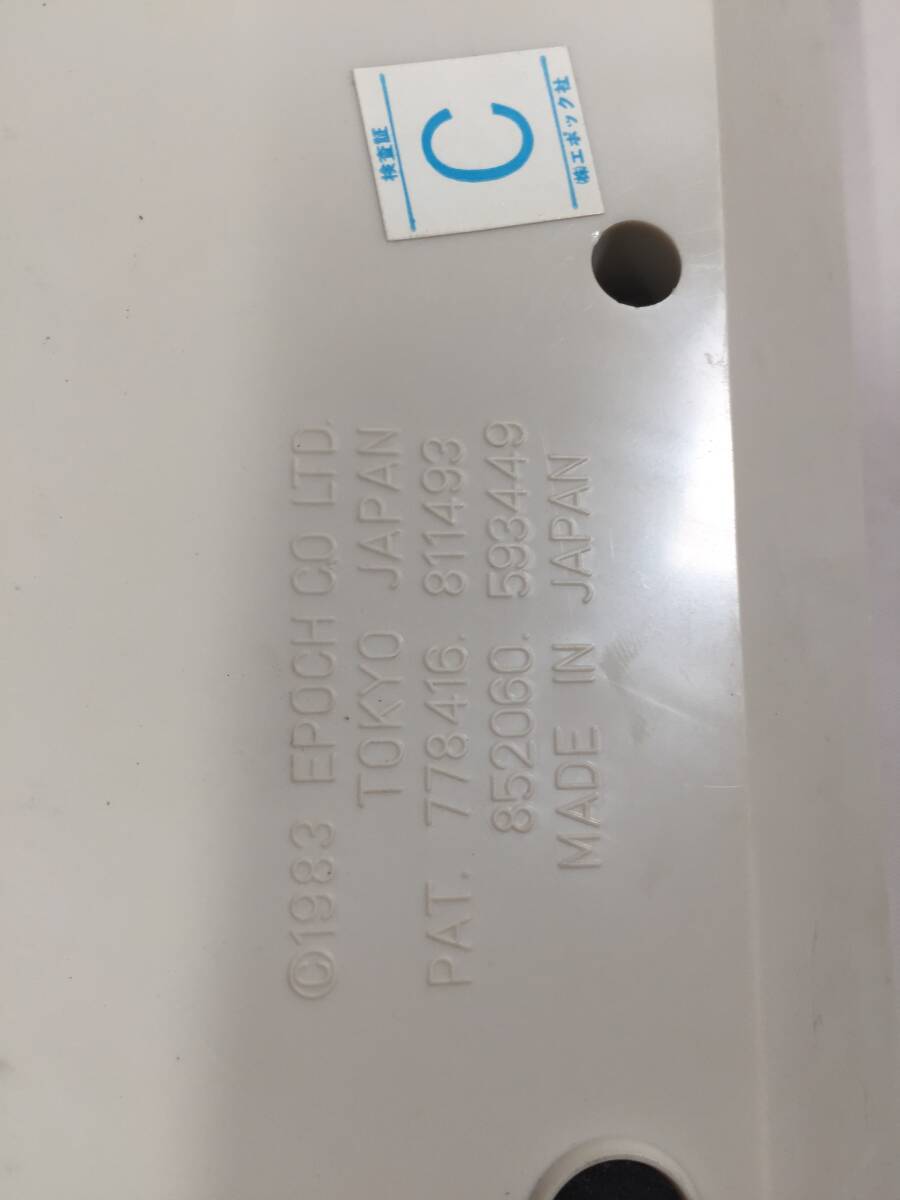 検査証
C
㈱エポック社
©1983 EPOCH CO LTD.
TOKYO JAPAN
PAT. 778416. 811493
852060. 593449
MADE IN JAPAN